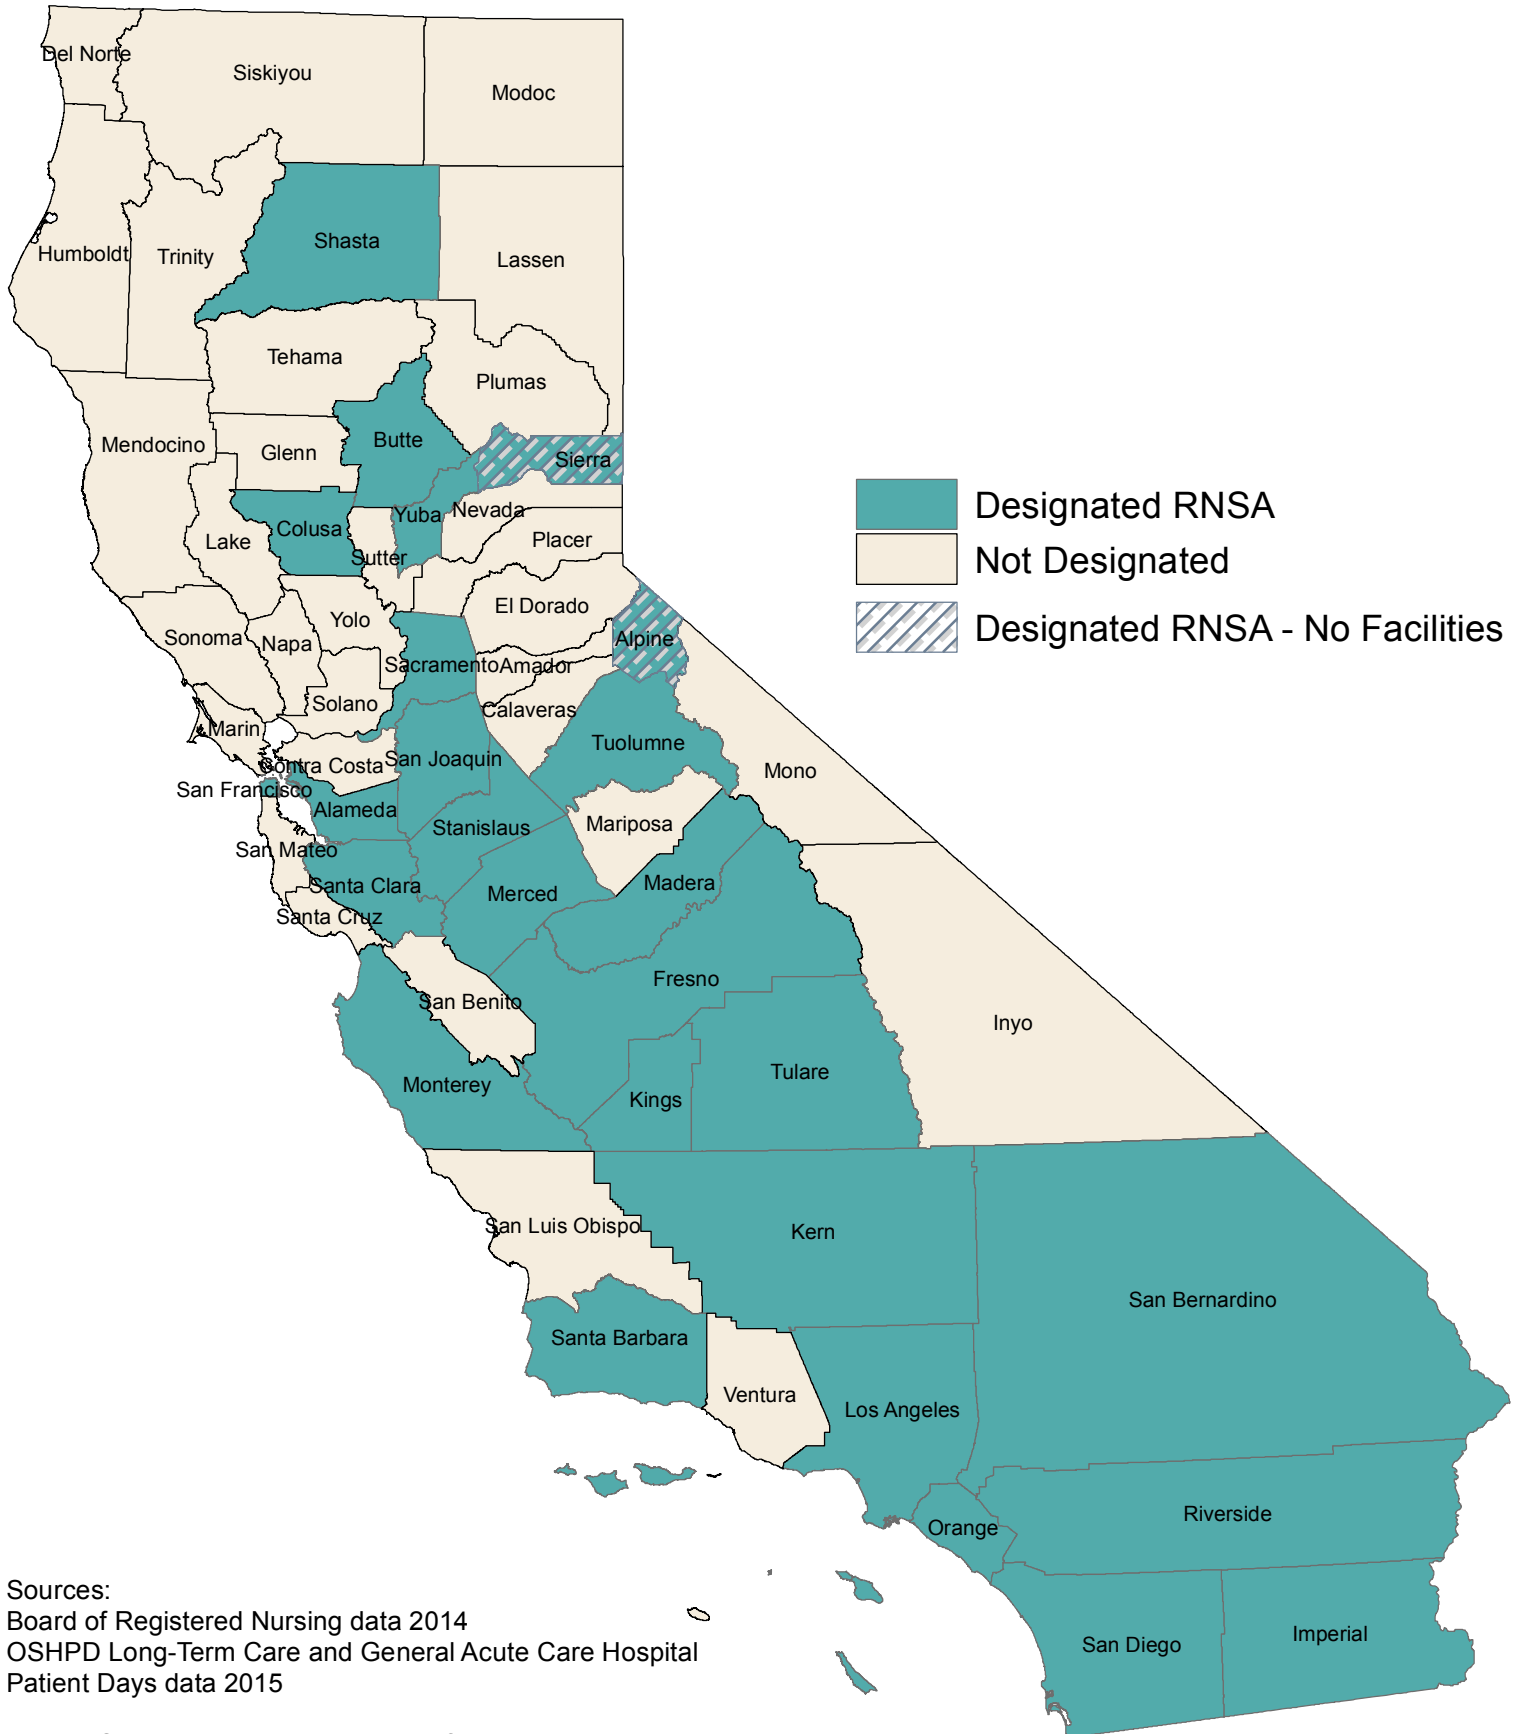 Del Norte
Siskiyou
Modoc
Shasta
Humboldt
Trinity
Lassen
Tehama
Plumas
Mendocino
Glenn
Butte
Sierra
Colusa
Yuba
Nevada
Lake
Sutter
Placer
Designated RNSA
Not Designated
Designated RNSA - No Facilities
El Dorado
Yolo
Sonoma
Napa
Alpine
Sacramento
Amador
Solano
Calaveras
Marin
Contra Costa
San Joaquin
Tuolumne
Mono
San Francisco
Alameda
Stanislaus
Mariposa
San Mateo
Santa Clara
Merced
Madera
Santa Cruz
Fresno
San Benito
Inyo
Monterey
Kings
Tulare
San Luis Obispo
Kern
San Bernardino
Santa Barbara
Ventura
Los Angeles
Riverside
Orange
San Diego
Imperial
Sources:
Board of Registered Nursing data 2014
OSHPD Long-Term Care and General Acute Care Hospital
Patient Days data 2015